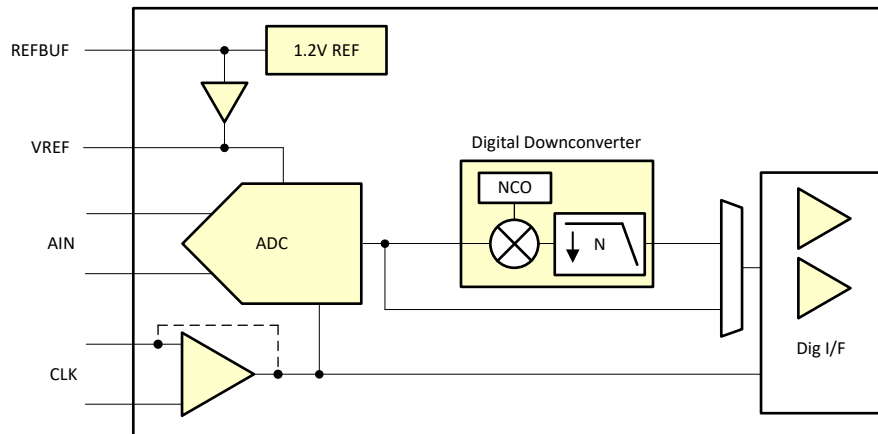 REFBUF
1.2V REF
VREF
Digital Downconverter
NCO
AIN
ADC
N
Dig I/F
CLK